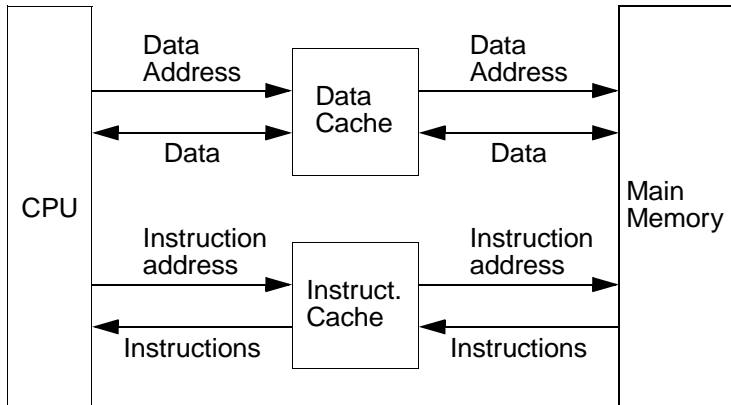 Data
Address
Data
Address
Data
Cache
Data
Data
CPU
Main
Memory
Instruction
address
Instruction
address
Instruct.
Cache
Instructions
Instructions